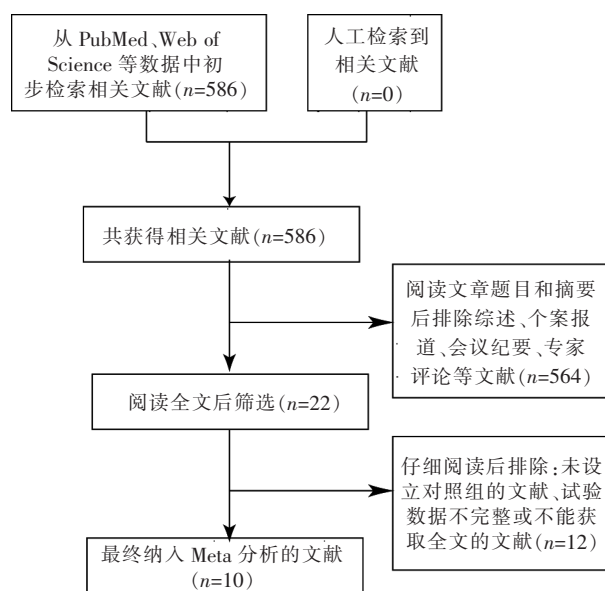 从 PubMed、Web of
Science 等数据中初
步检索相关文献(n=586)
人工检索到
相关文献
(n=0)
共获得相关文献(n=586)
阅读文章题目和摘要
后排除综述、个案报
道、会议纪要、专家
评论等文献(n=564)
阅读全文后筛选(n=22)
仔细阅读后排除:未设
立对照组的文献、试验
数据不完整或不能获
取全文的文献(n=12)
最终纳入 Meta 分析的文献
(n=10)